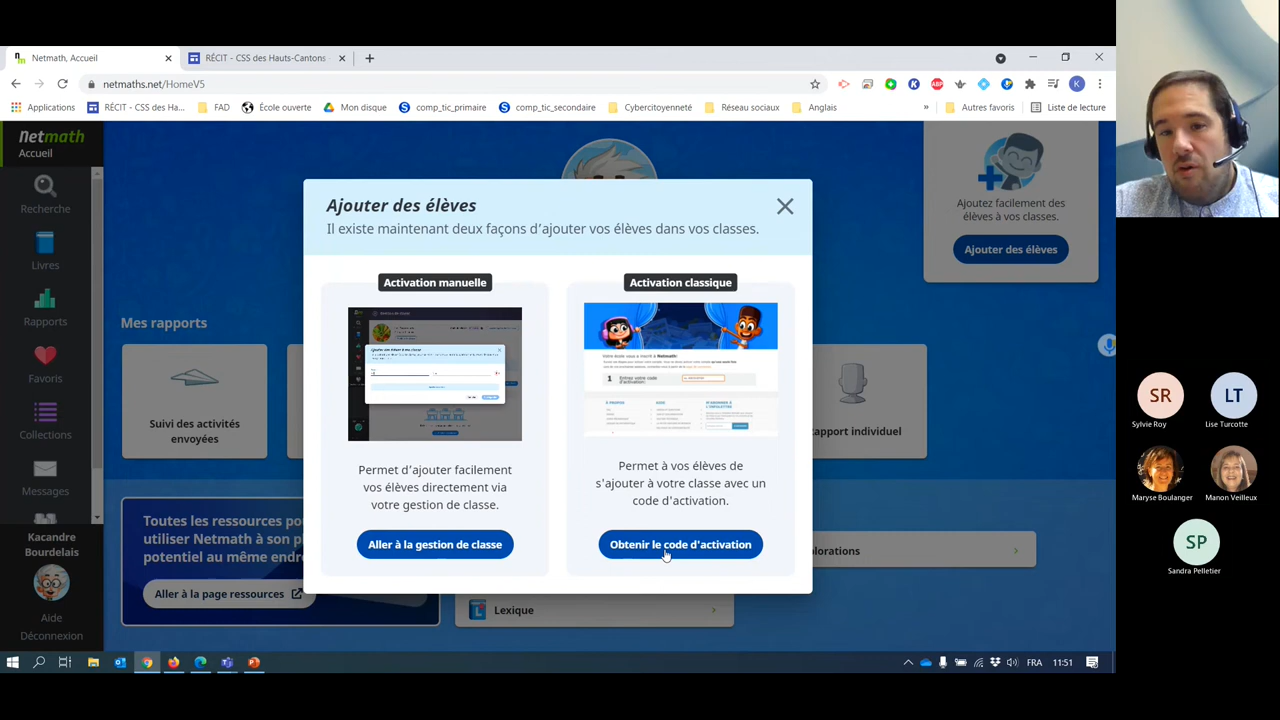 Netmath, Accueil
RÉCIT - CSS des Hauts-Cantons
netmaths.net/HomeV5
K
Applications
RÉCIT - CSS des Ha...
FAD
École ouverte
Mon disque
comp_tic_primaire
comp_tic_secondaire
Cybercitoyenneté
Réseau sociaux
Anglais
»
Autres favoris
Liste de lecture
netmath
Accueil
Recherche
Livres
Rapports
Favoris
Collections
Messages
Kacandre
Bourdelais
Aide
Déconnexion
Ajoutez facilement des
élèves à vos classes.
Ajouter des élèves
Mes rapports
Suivi des activités
envoyées
apport individuel
Toutes les ressources po
utiliser Netmath à son pl
potentiel au même endr
Aller à la page ressources
plorations
Lexique
Ajouter des élèves
Il existe maintenant deux façons d'ajouter vos élèves dans vos classes.
Activation manuelle
Permet d'ajouter facilement
vos élèves directement via
votre gestion de classe.
Aller à la gestion de classe
Activation classique
1
Entrez votre code
d'activation:
Permet à vos élèves de
s'ajouter à votre classe avec un
code d'activation.
Obtenir le code d'activation
FRA
11:51
SR
Sylvie Roy
LT
Lise Turcotte
Maryse Boulanger
Manon Veilleux
SP
Sandra Pelletier